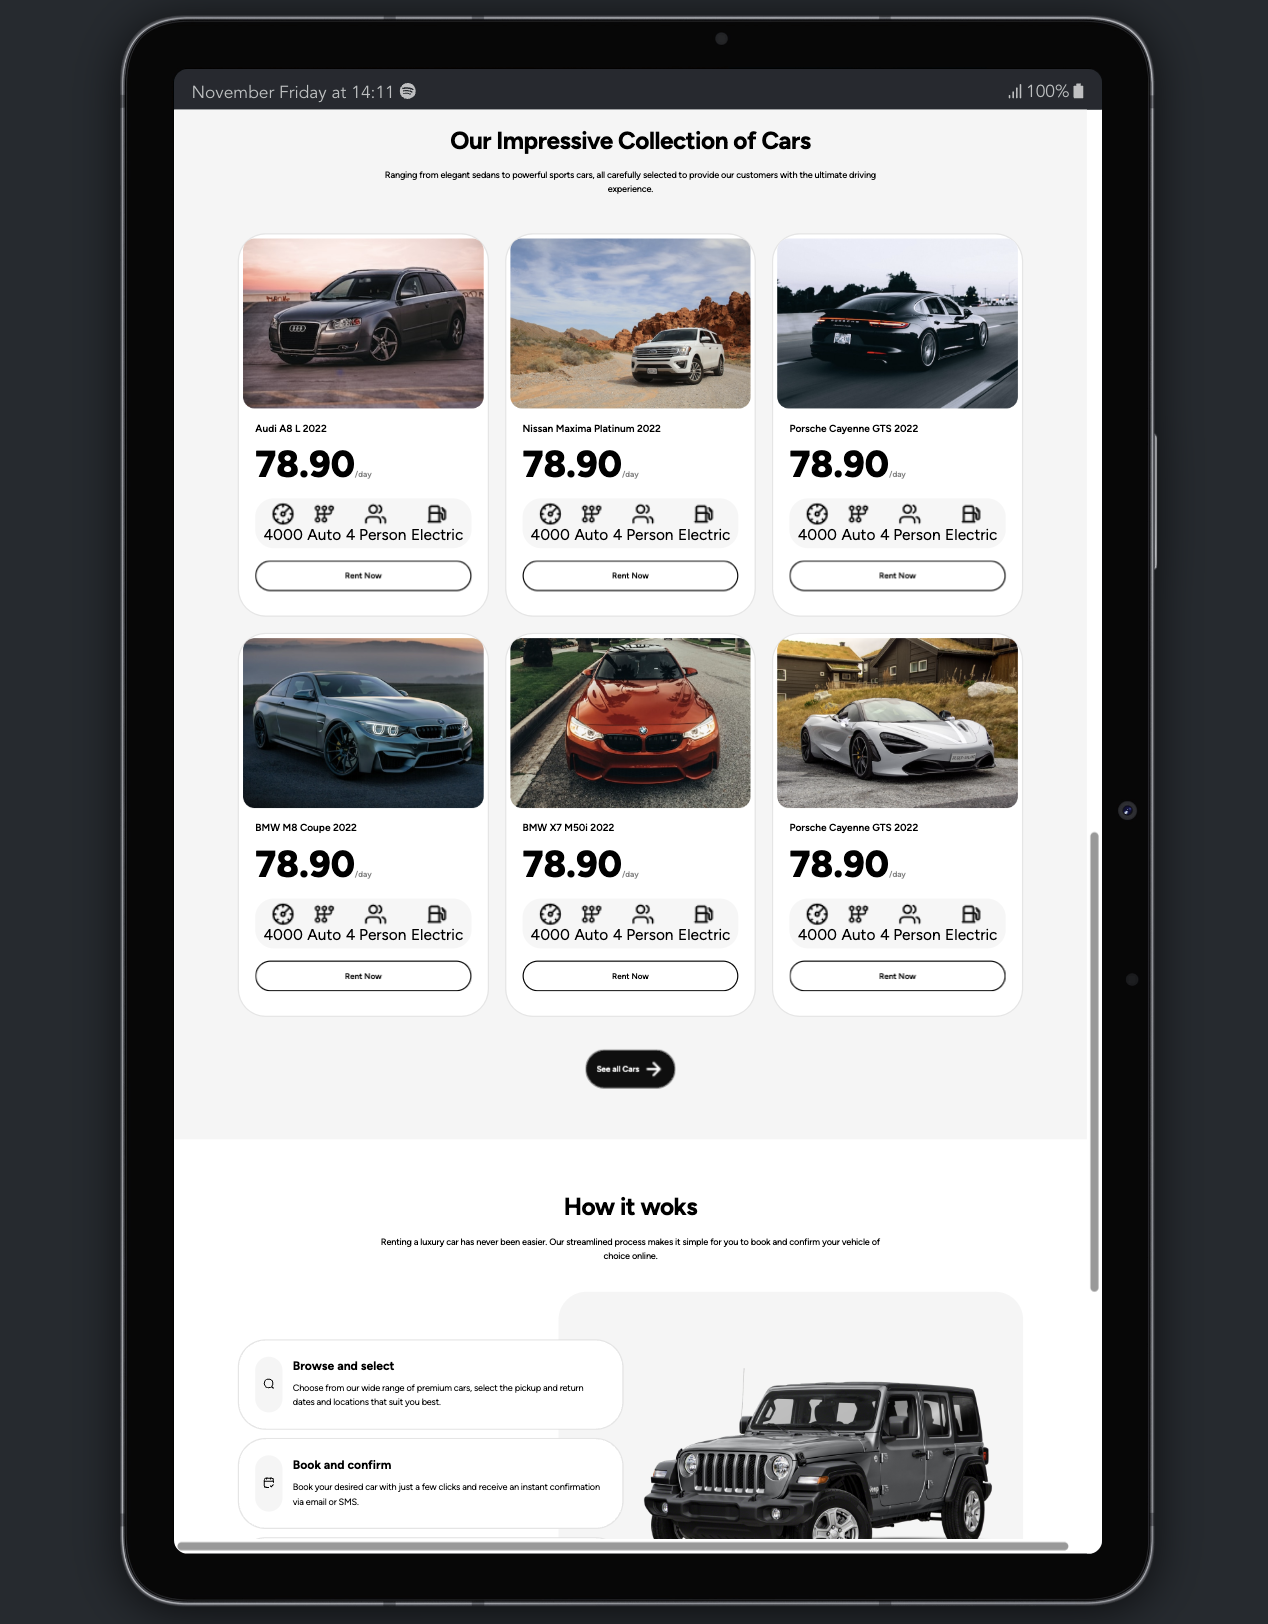 November Friday at 14:11
100%
Our Impressive Collection of Cars
Ranging from elegant sedans to powerful sports cars, all carefully selected to provide our customers with the ultimate driving
experience.
Audi A8 L 2022
78.90/day
4000 Auto 4 Person Electric
Rent Now
Nissan Maxima Platinum 2022
78.90/day
4000 Auto 4 Person Electric
Rent Now
Porsche Cayenne GTS 2022
78.90/day
4000 Auto 4 Person Electric
Rent Now
BMW M8 Coupe 2022
78.90/day
4000 Auto 4 Person Electric
Rent Now
BMW X7 M50i 2022
78.90/day
4000 Auto 4 Person Electric
Rent Now
Porsche Cayenne GTS 2022
78.90/day
4000 Auto 4 Person Electric
Rent Now
See all Cars
How it woks
Renting a luxury car has never been easier. Our streamlined process makes it simple for you to book and confirm your vehicle of
choice online.
Browse and select
Choose from our wide range of premium cars, select the pickup and return
dates and locations that suit you best.
Book and confirm
Book your desired car with just a few clicks and receive an instant confirmation
via email or SMS.